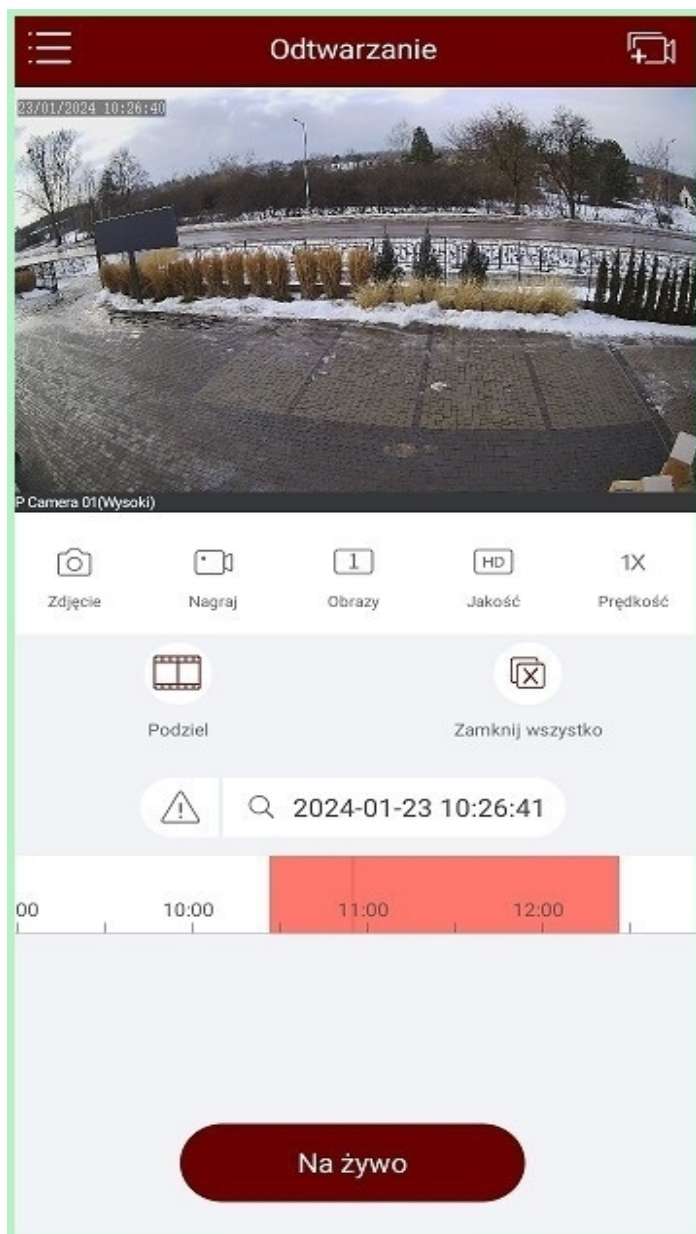 Odtwarzanie
23/01/2024 10:26:40
P Camera 01(Wysoki)
1
HD
1X
Zdjęcie
Nagraj
Obrazy
Jakość
Prędkość
Podziel
Zamknij wszystko
2024-01-23 10:26:41
00
10:00
11:00
12:00
Na żywo